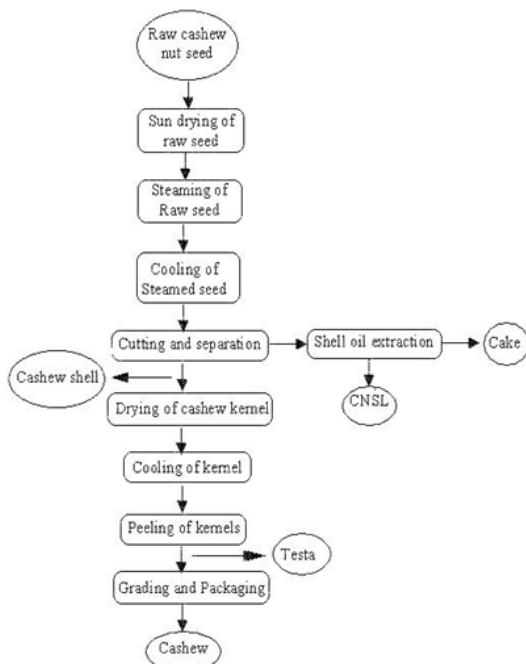 Raw cashew
nut seed
Sun drying of
raw seed
Steaming of
Raw seed
Cooling of
Steamed seed
Cutting and separation
Shell oil extraction
Cake
Cashew shell
CNSL
Drying of cashew kernel
Cooling of kernel
Peeling of kernels
Testa
Grading and Packaging
Cashew